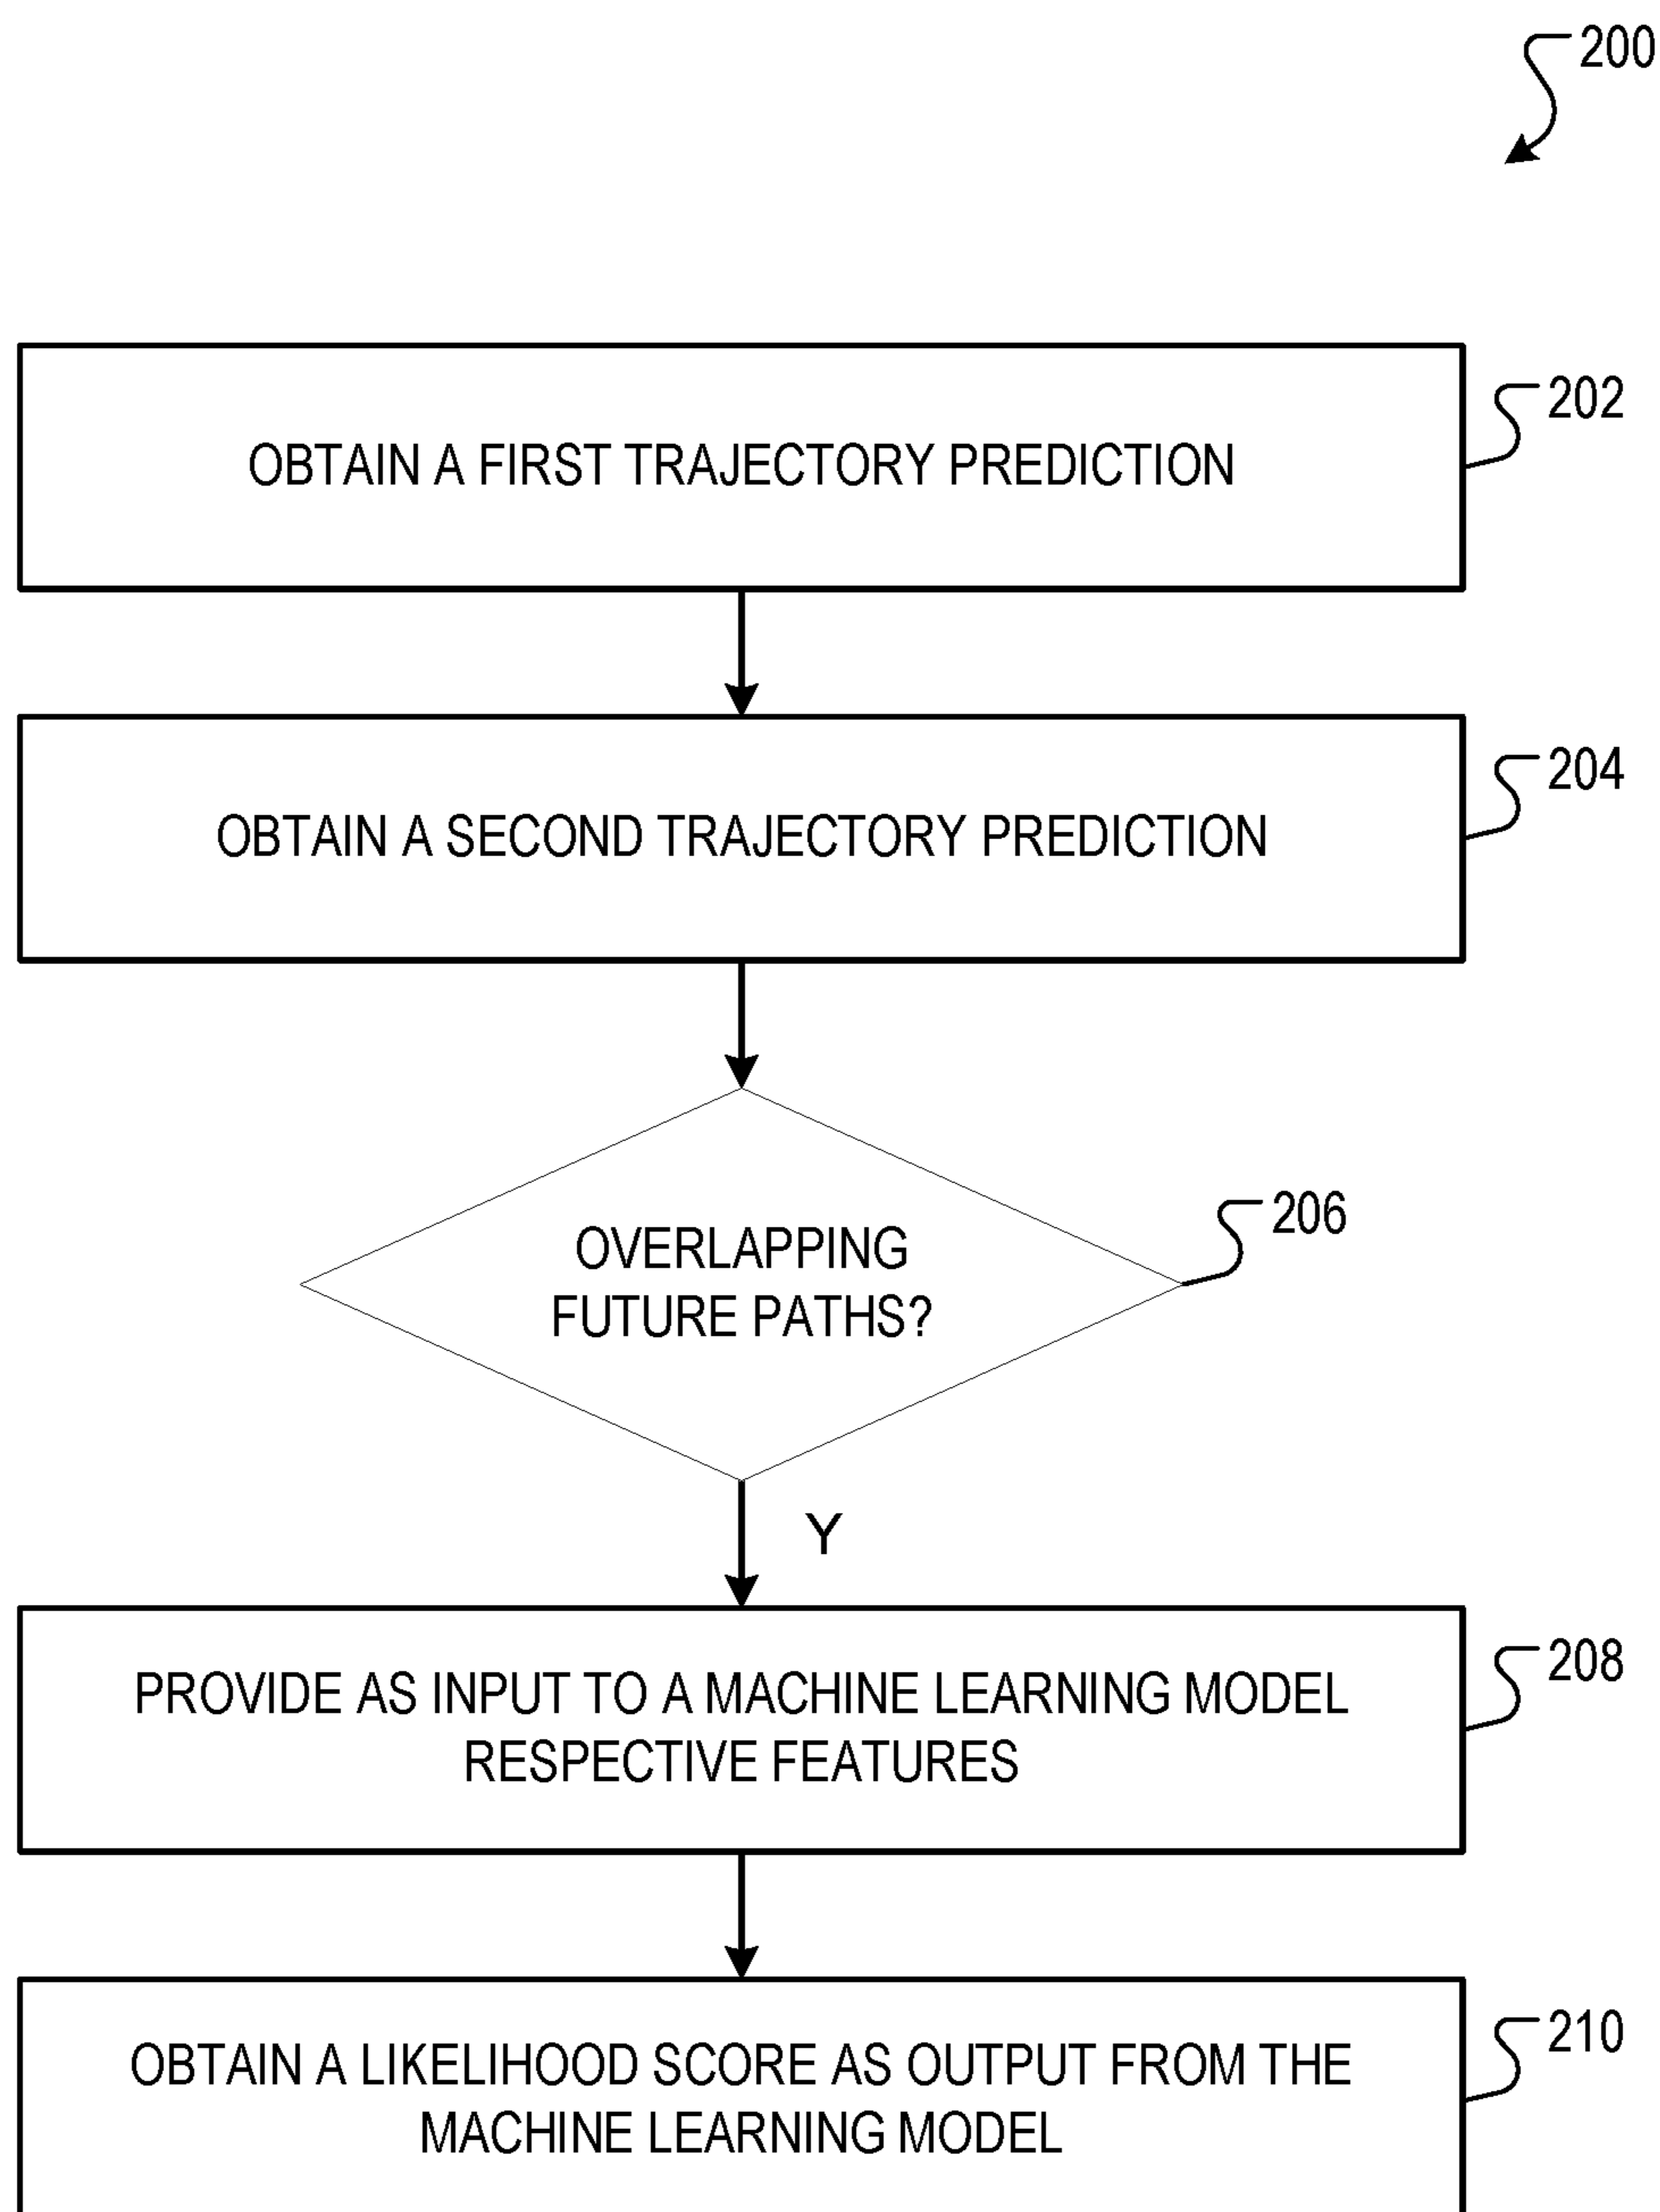 200
OBTAIN A FIRST TRAJECTORY PREDICTION
202
OBTAIN A SECOND TRAJECTORY PREDICTION
204
OVERLAPPING
FUTURE PATHS?
206
Y
PROVIDE AS INPUT TO A MACHINE LEARNING MODEL
RESPECTIVE FEATURES
208
OBTAIN A LIKELIHOOD SCORE AS OUTPUT FROM THE
MACHINE LEARNING MODEL
210